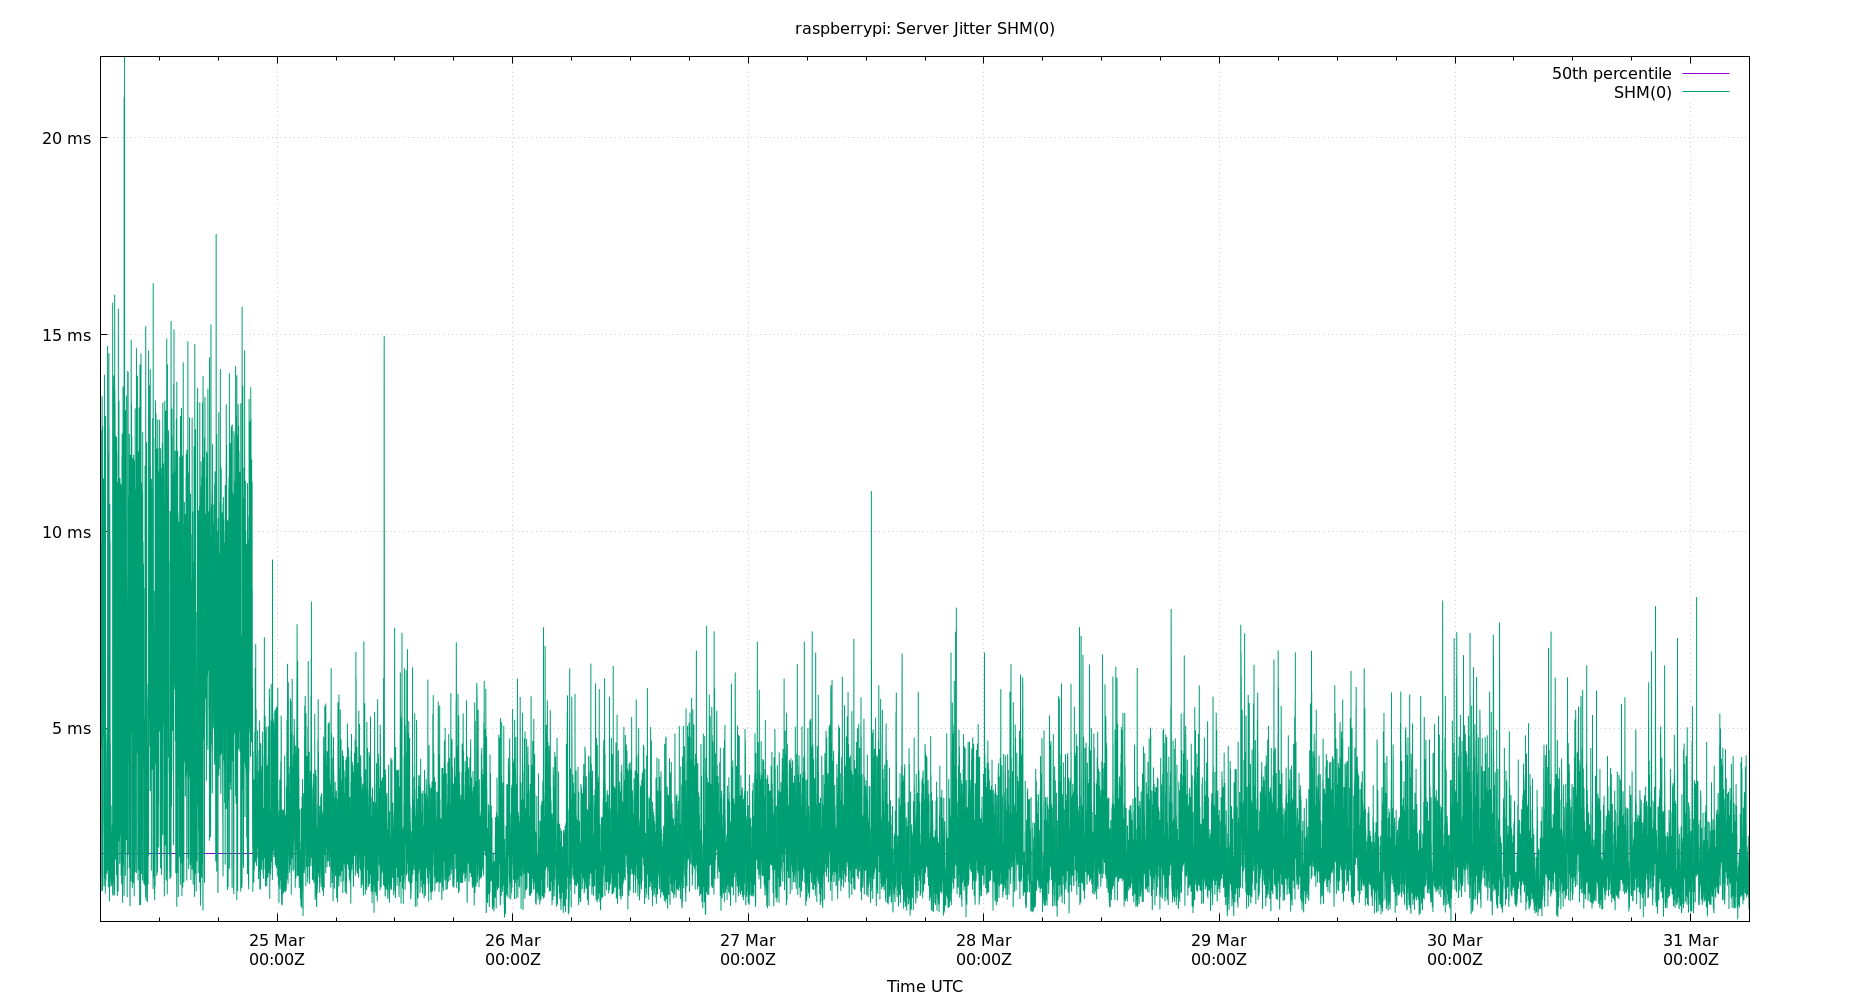 raspberrypi: Server Jitter SHM(0)
50th percentile
SHM(0)
20 ms
15 ms
10 ms
5 ms
25 Mar 26 Mar 27 Mar 28 Mar 29 Mar 30 Mar 31 Mar
00:00Z 00:00Z 00:00Z 00:00Z 00:00Z 00:00Z 00:00Z
Time UTC